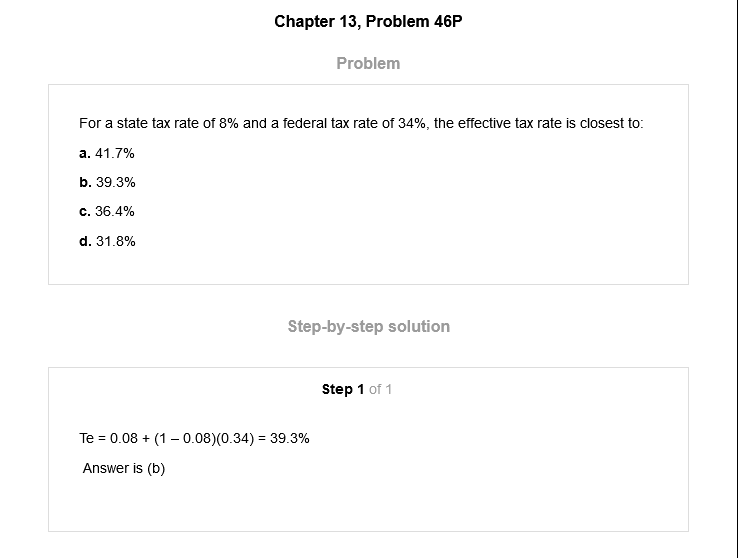 Chapter 13, Problem 46P
Problem
For a state tax rate of 8% and a federal tax rate of 34%, the effective tax rate is closest to:
a. 41.7%
b. 39.3%
c. 36.4%
d. 31.8%
Step-by-step solution
Step 1 of 1
Te = 0.08 + (1 – 0.08)(0.34) = 39.3%
Answer is (b)